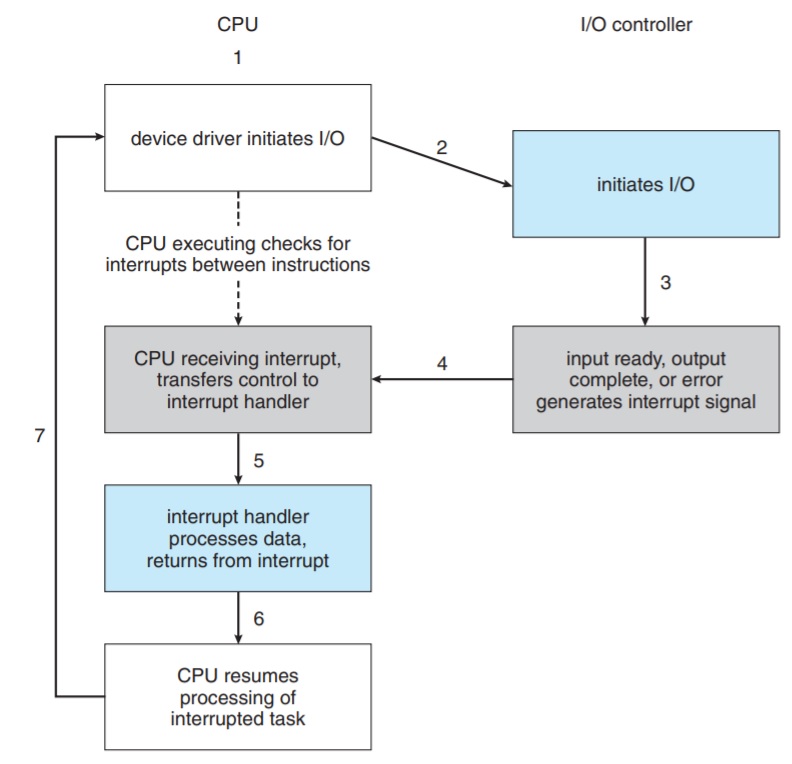 CPU
I/O controller
1
device driver initiates I/O
2
initiates I/O
CPU executing checks for
interrupts between instructions
3
CPU receiving interrupt,
transfers control to
interrupt handler
4
input ready, output
complete, or error
generates interrupt signal
7
5
interrupt handler
processes data,
returns from interrupt
6
CPU resumes
processing of
interrupted task